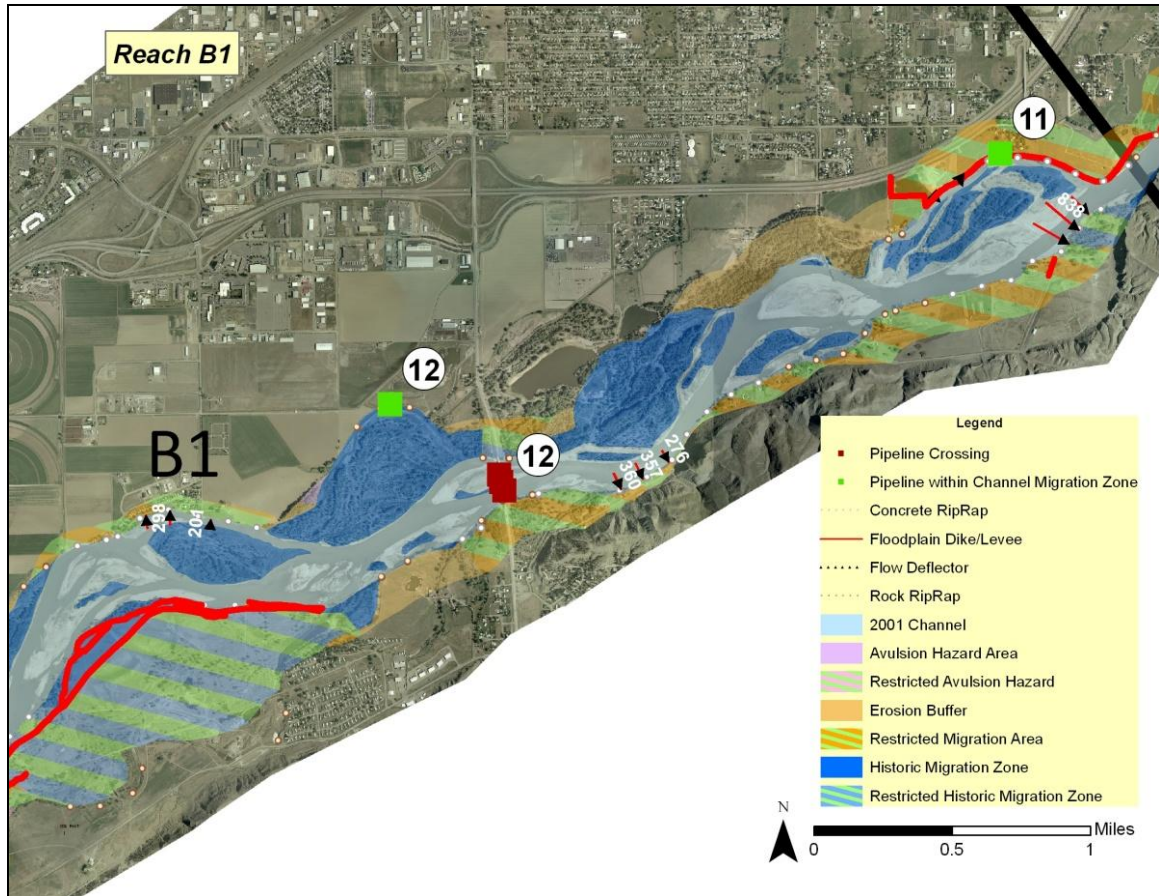 Reach B1
11
838
12
12
B1
298
204
360
357
276
Legend
Pipeline Crossing
Pipeline within Channel Migration Zone
Concrete RipRap
Floodplain Dike/Levee
Flow Deflector
Rock RipRap
2001 Channel
Avulsion Hazard Area
Restricted Avulsion Hazard
Erosion Buffer
Restricted Migration Area
Historic Migration Zone
Restricted Historic Migration Zone
N
Miles
0 0.5 1